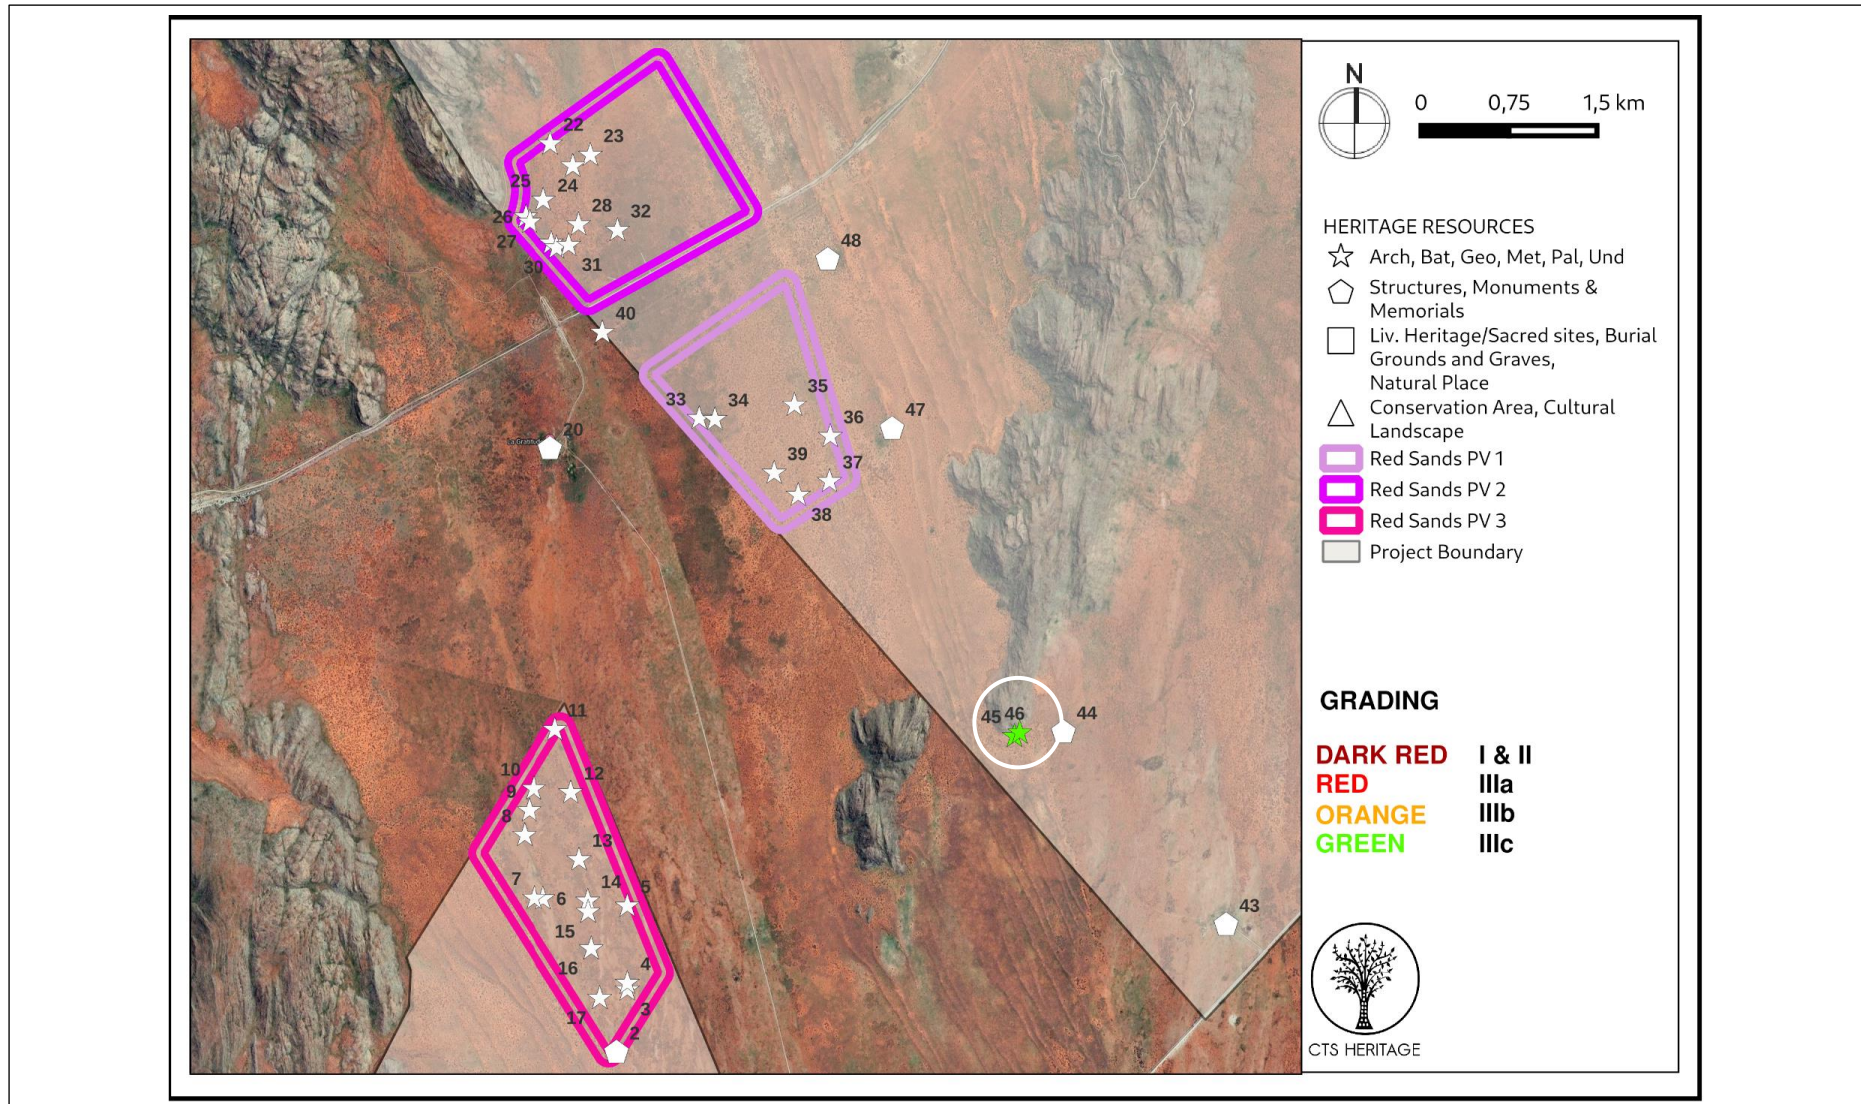 22
23
25
24
26
28
32
27
30
31
48
40
35
33
34
36
47
20
39
37
38
11
45
46
44
10
12
9
8
13
7
6
14
5
43
15
16
4
17
3
2
N
0 0,75 1,5 km
HERITAGE RESOURCES
Arch, Bat, Geo, Met, Pal, Und
Structures, Monuments &
Memorials
Liv. Heritage/Sacred sites, Burial
Grounds and Graves,
Natural Place
Conservation Area, Cultural
Landscape
Red Sands PV 1
Red Sands PV 2
Red Sands PV 3
Project Boundary
GRADING
DARK RED I & II
RED IIIa
ORANGE IIIb
GREEN IIIc
CTS HERITAGE